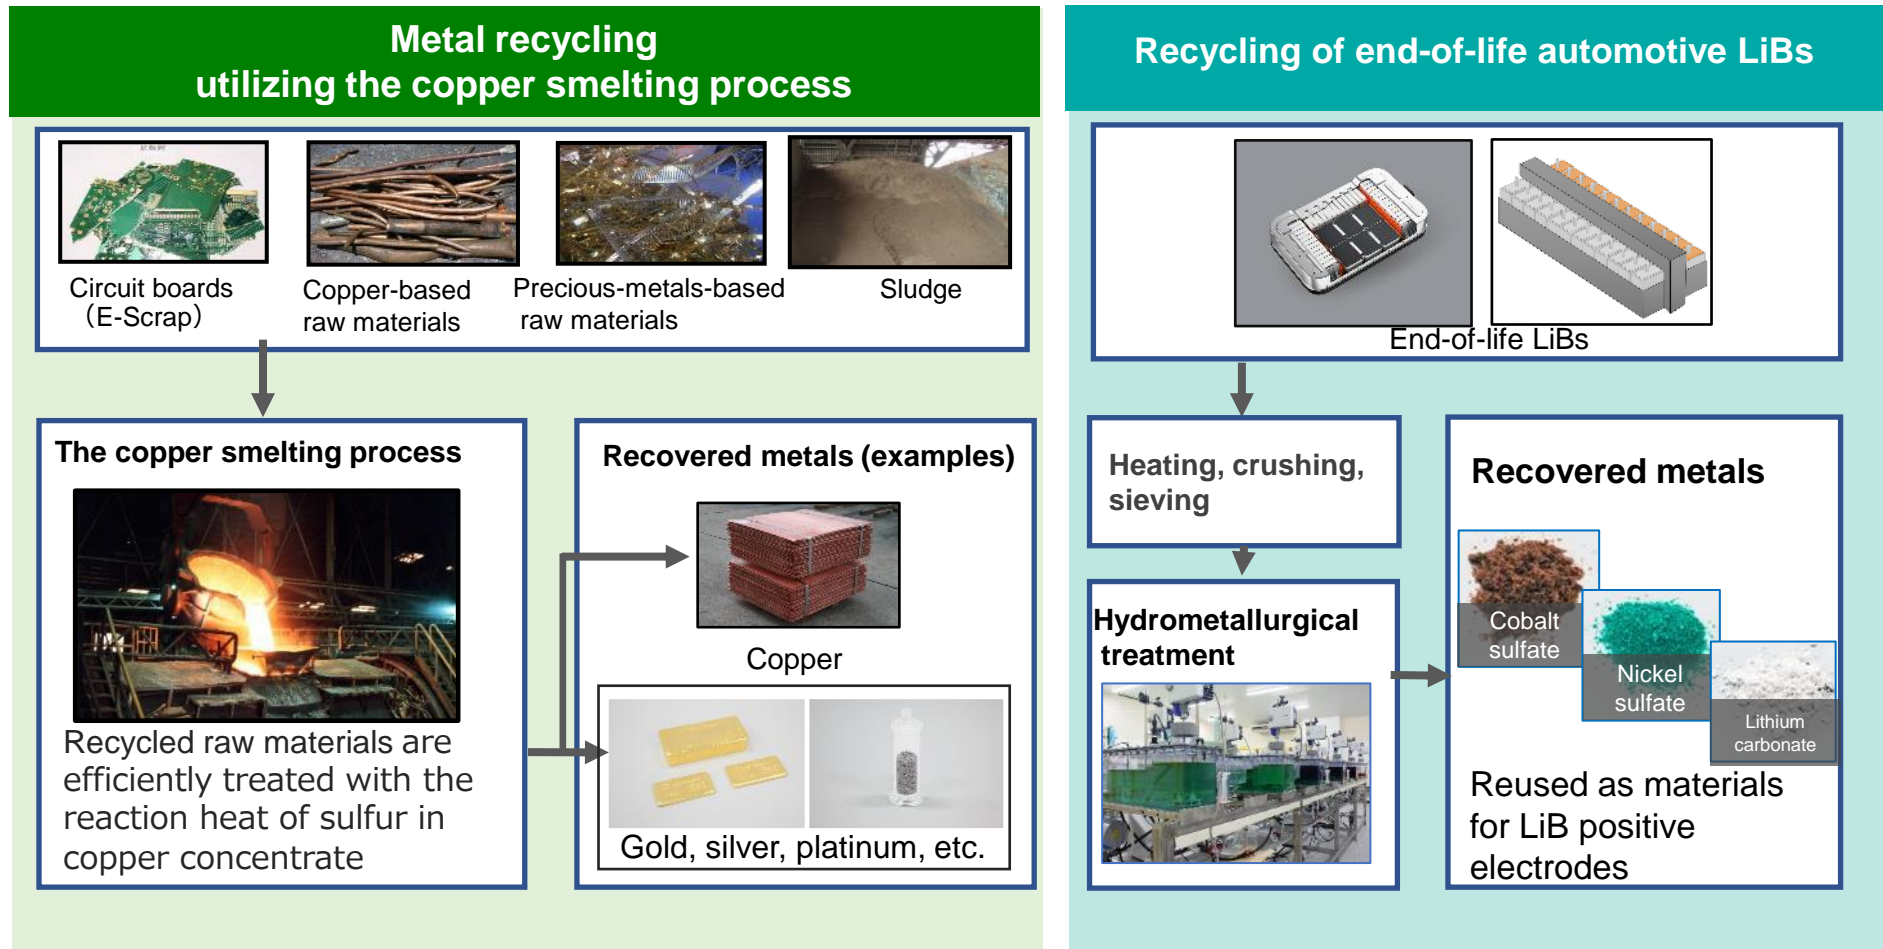 Metal recycling
utilizing the copper smelting process
Circuit boards
（E-Scrap）
Copper-based
raw materials
Precious-metals-based
raw materials
Sludge
The copper smelting process
Recycled raw materials are
efficiently treated with the
reaction heat of sulfur in
copper concentrate
Recovered metals (examples)
Copper
Gold, silver, platinum, etc.
Recycling of end-of-life automotive LiBs
End-of-life LiBs
Heating, crushing,
sieving
Hydrometallurgical
treatment
Recovered metals
Cobalt
sulfate
Nickel
sulfate
Lithium
carbonate
Reused as materials
for LiB positive
electrodes